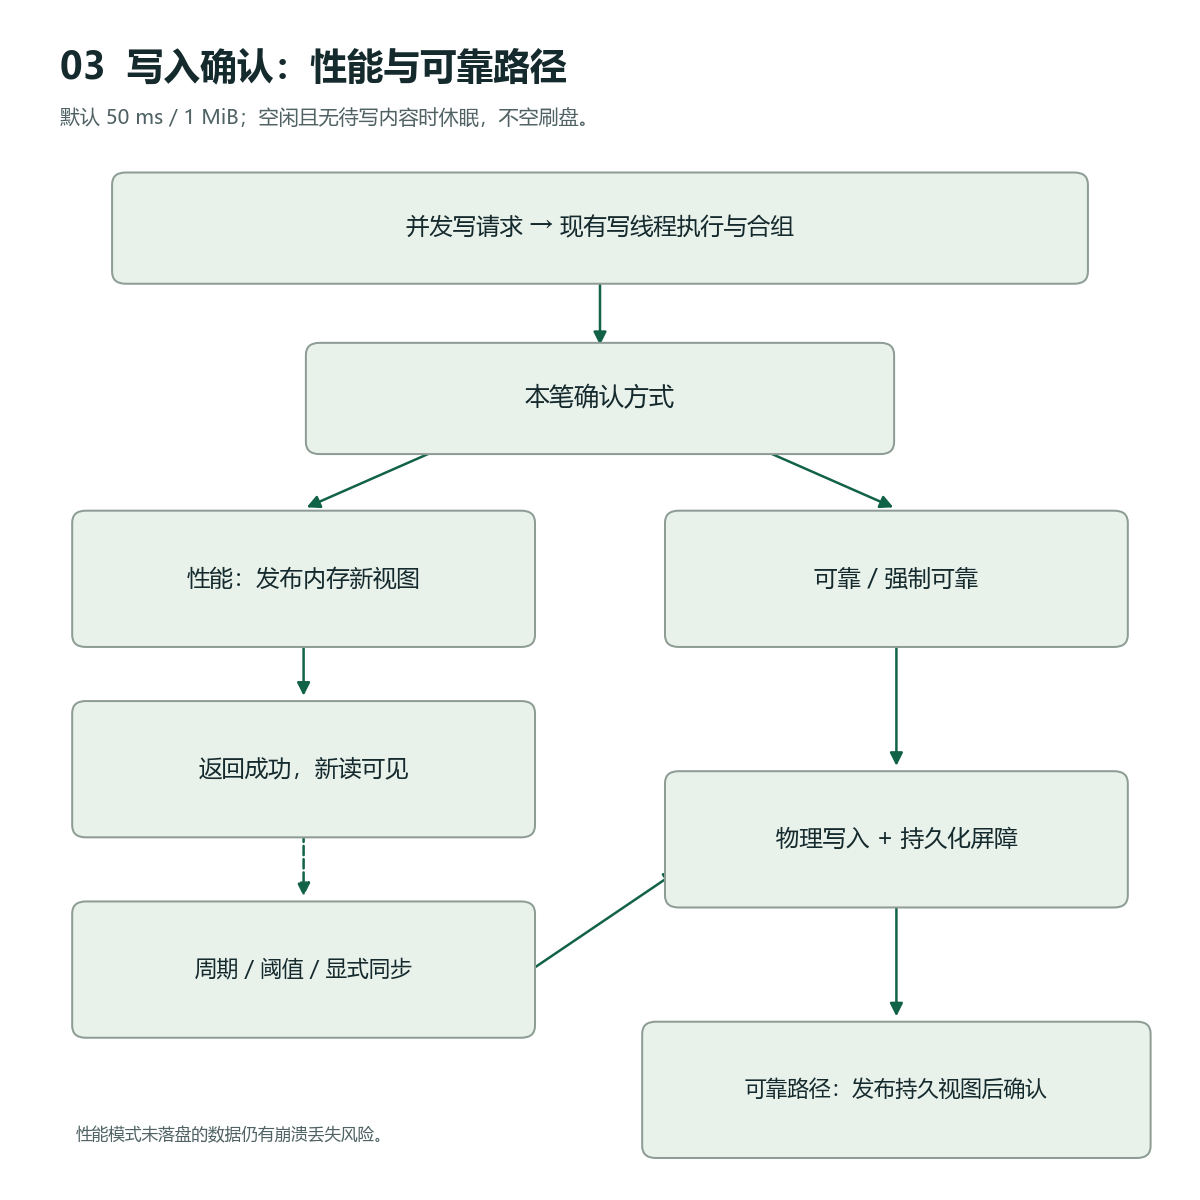 03 写入确认：性能与可靠路径
默认 50 ms / 1 MiB；空闲且无待写内容时休眠，不空刷盘。
并发写请求 → 现有写线程执行与合组
本笔确认方式
性能：发布内存新视图
可靠 / 强制可靠
返回成功，新读可见
物理写入 + 持久化屏障
周期 / 阈值 / 显式同步
可靠路径：发布持久视图后确认
性能模式未落盘的数据仍有崩溃丢失风险。